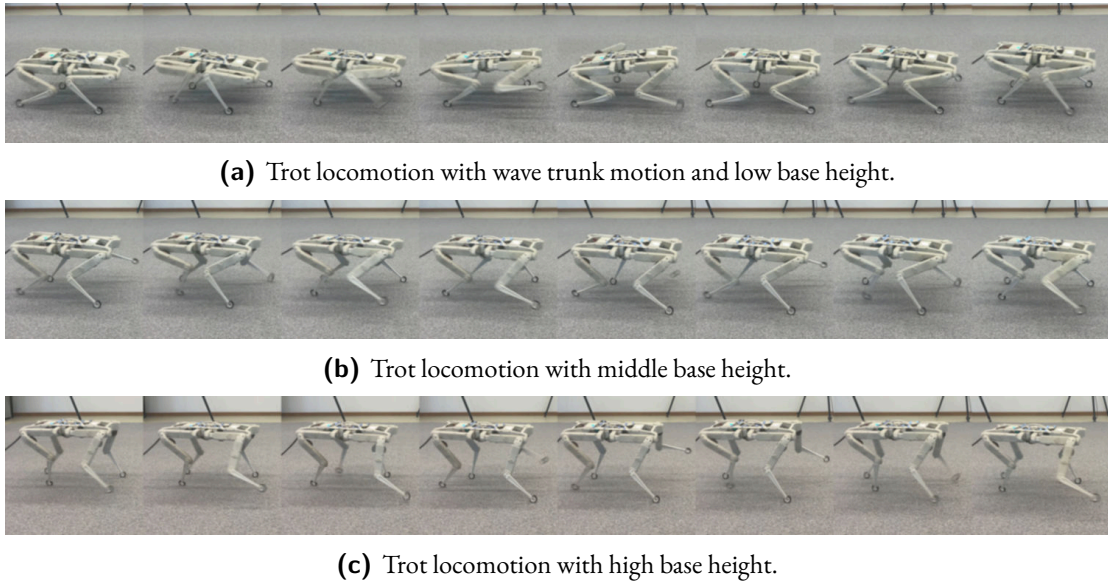 (a) Trot locomotion with wave trunk motion and low base height.
(b) Trot locomotion with middle base height.
(c) Trot locomotion with high base height.